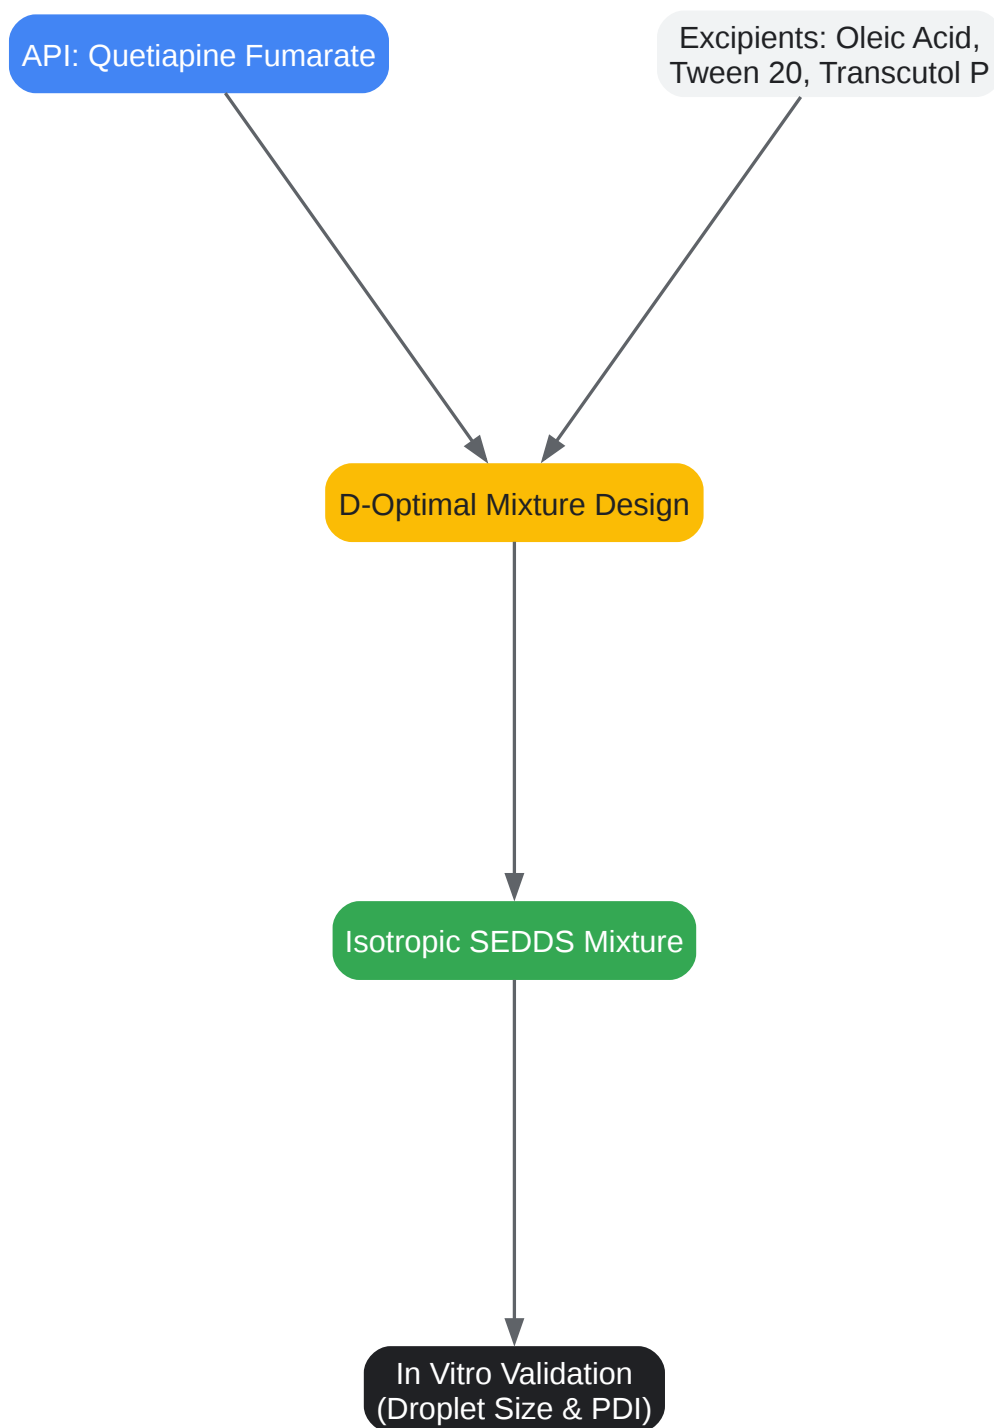 API: Quetiapine Fumarate
Excipients: Oleic Acid,
Tween 20, Transcutol P
D-Optimal Mixture Design
Isotropic SEDDS Mixture
In Vitro Validation
(Droplet Size & PDI)